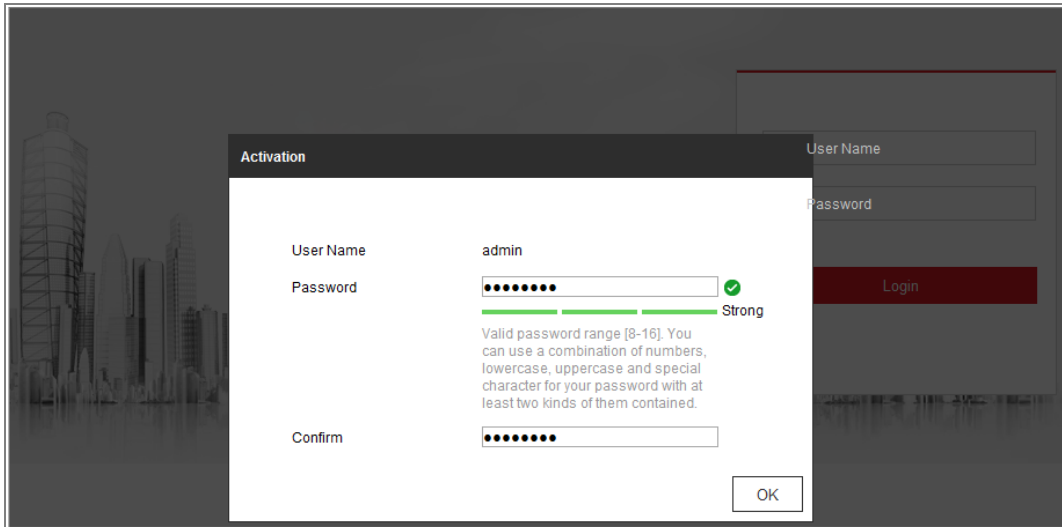 Activation
User Name
Password
Login
User Name admin
Password ●●●●●●●●
Strong
Valid password range [8-16]. You
can use a combination of numbers,
lowercase, uppercase and special
character for your password with at
least two kinds of them contained.
Confirm ●●●●●●●●
OK